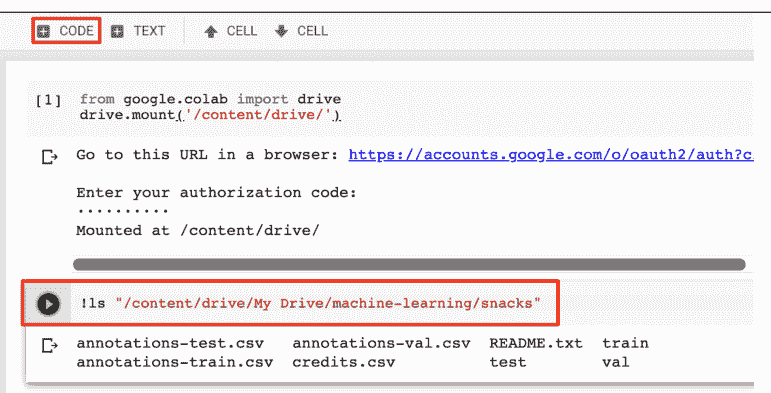 CODE TEXT CELL CELL
[1] from google.colab import drive
drive.mount('/content/drive/')
Go to this URL in a browser: https://accounts.google.com/o/oauth2/auth?c
Enter your authorization code:
··········
Mounted at /content/drive/
!ls "/content/drive/My Drive/machine-learning/snacks"
annotations-test.csv annotations-val.csv README.txt train
annotations-train.csv credits.csv test val